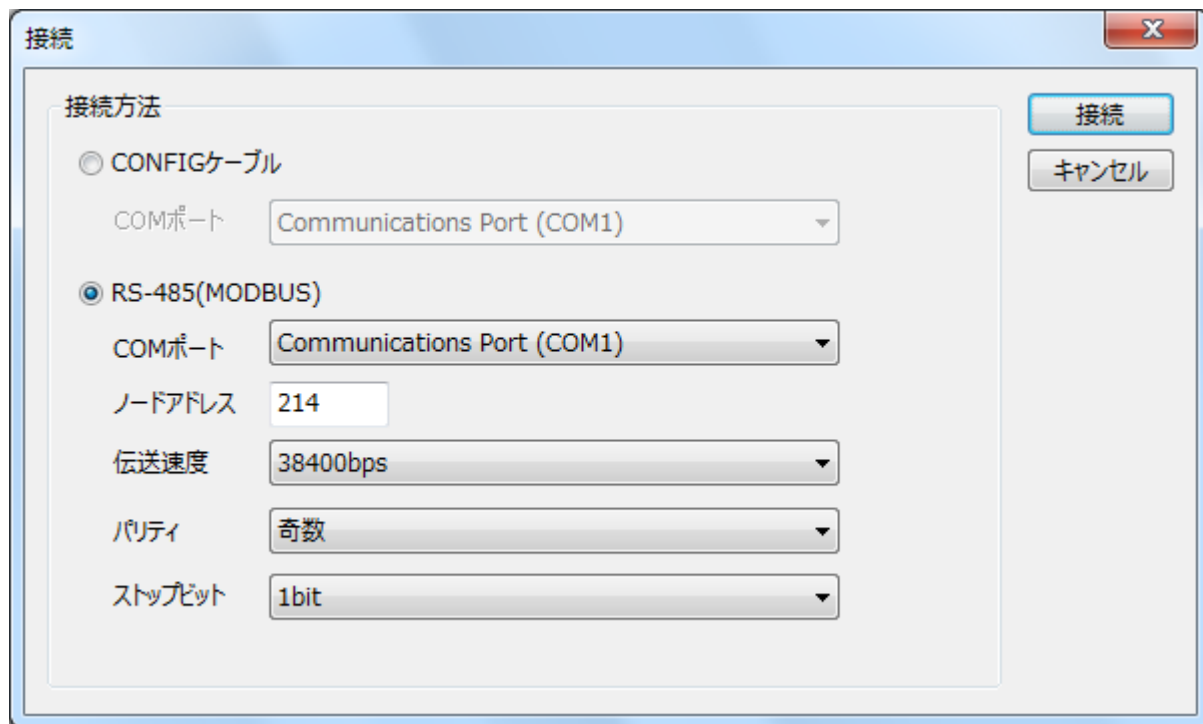 接続
接続方法
接続
CONFIGケーブル
キャンセル
COMポート Communications Port (COM1)
RS-485(MODBUS)
COMポート Communications Port (COM1)
ノードアドレス 214
伝送速度 38400bps
パリティ 奇数
ストップビット 1bit